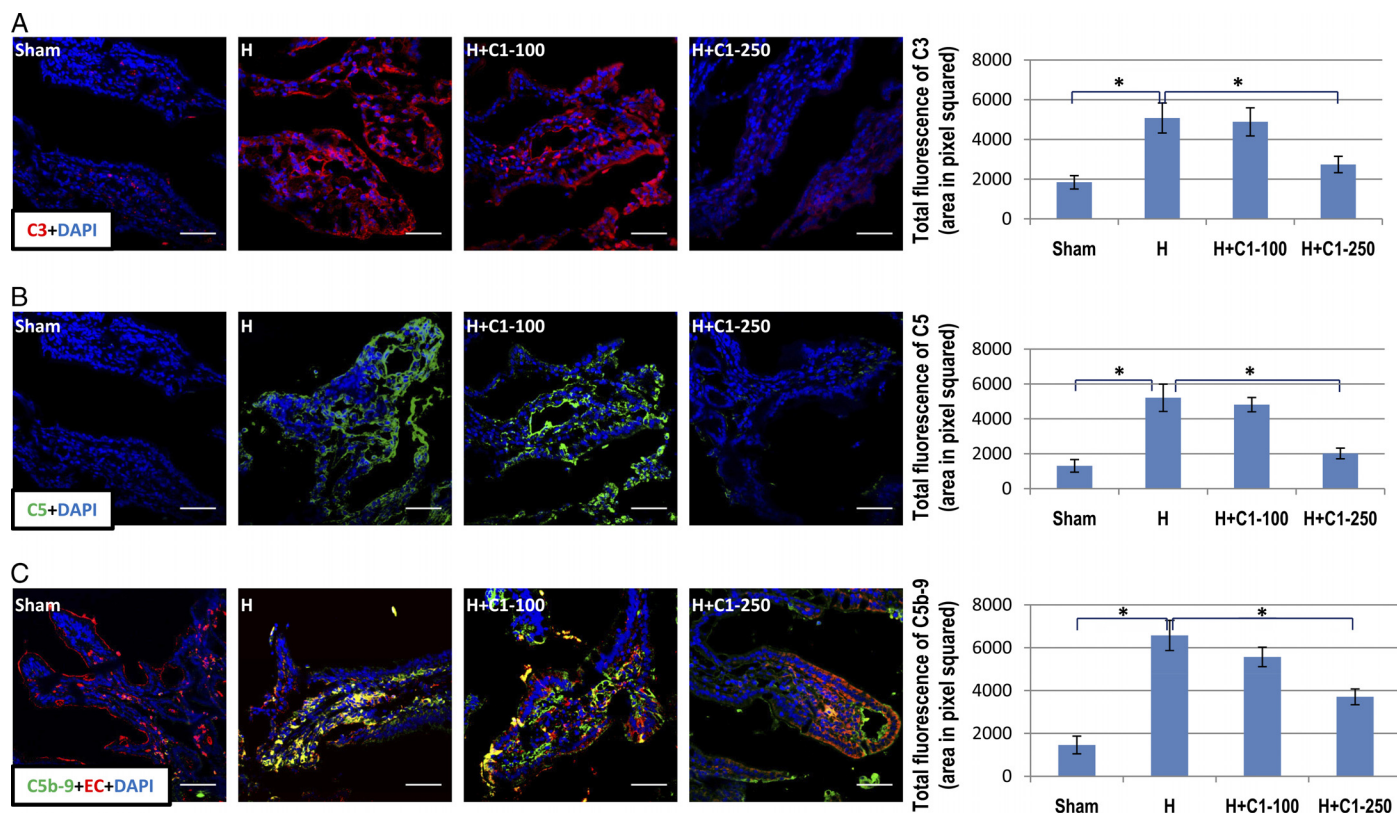 A
Sham
H
H+C1-100
H+C1-250
C3+DAPI
Total fluorescence of C3
(area in pixel squared)
8000
6000
4000
2000
0
*
*
Sham
H
H+C1-100
H+C1-250
B
Sham
H
H+C1-100
H+C1-250
C5+DAPI
Total fluorescence of C5
(area in pixel squared)
8000
6000
4000
2000
0
*
*
Sham
H
H+C1-100
H+C1-250
C
Sham
H
H+C1-100
H+C1-250
C5b-9+EC+DAPI
Total fluorescence of C5b-9
(area in pixel squared)
8000
6000
4000
2000
0
*
*
Sham
H
H+C1-100
H+C1-250